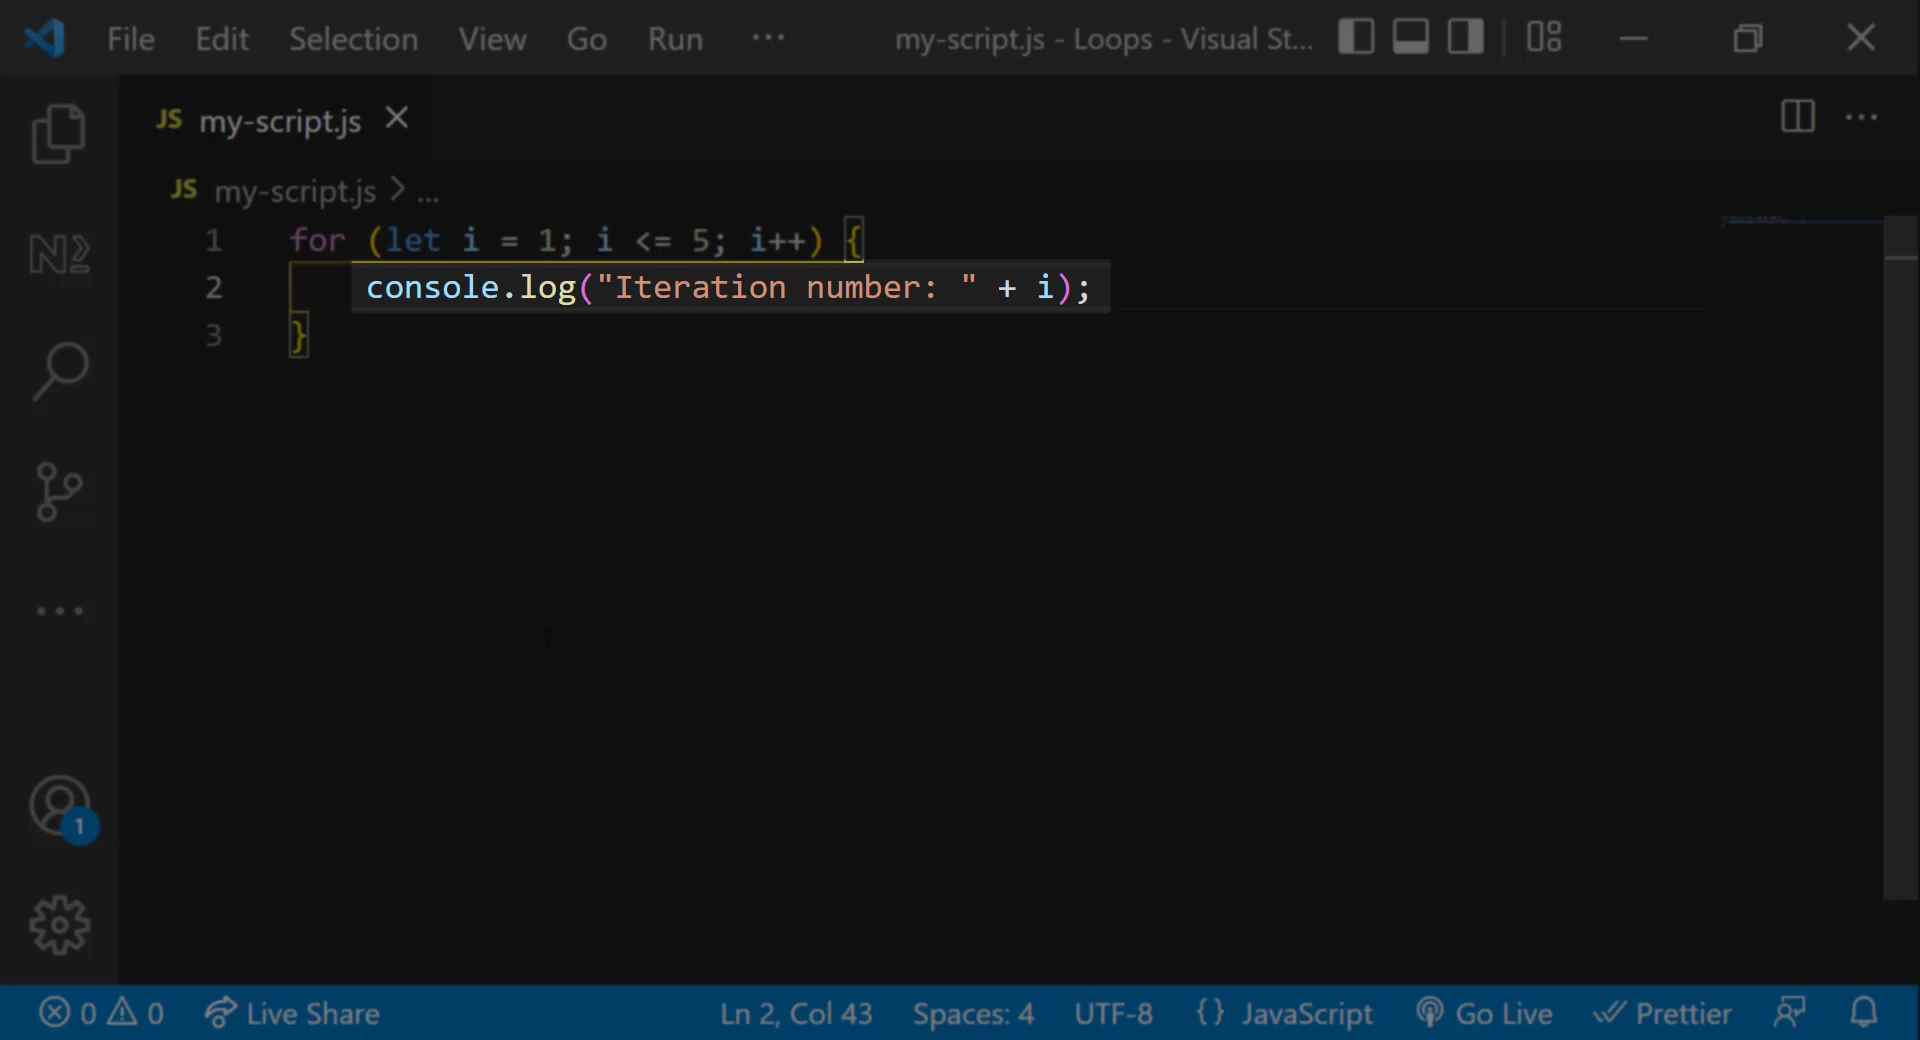 File Edit Selection View Go Run ··· my-script.js - Loops - Visual St...
JS my-script.js
JS my-script.js > ...
1 for (let i = 1; i <= 5; i++) {
2     console.log("Iteration number: " + i);
3 }
1
0 0 Live Share Ln 2, Col 43 Spaces: 4 UTF-8 {} JavaScript Go Live Prettier